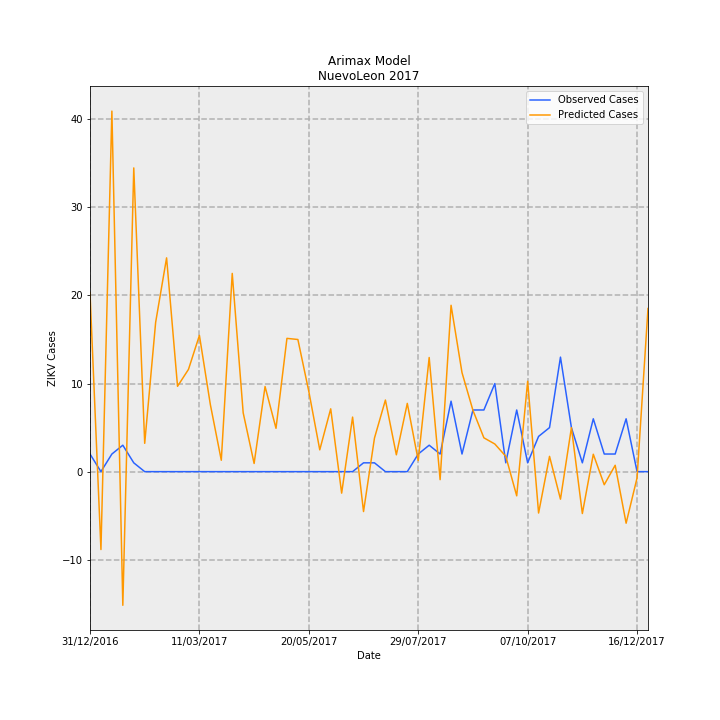 Arimax Model
NuevoLeon 2017
Observed Cases
Predicted Cases
ZIKV Cases
40
30
20
10
0
−10
31/12/2016
11/03/2017
20/05/2017
29/07/2017
07/10/2017
16/12/2017
Date